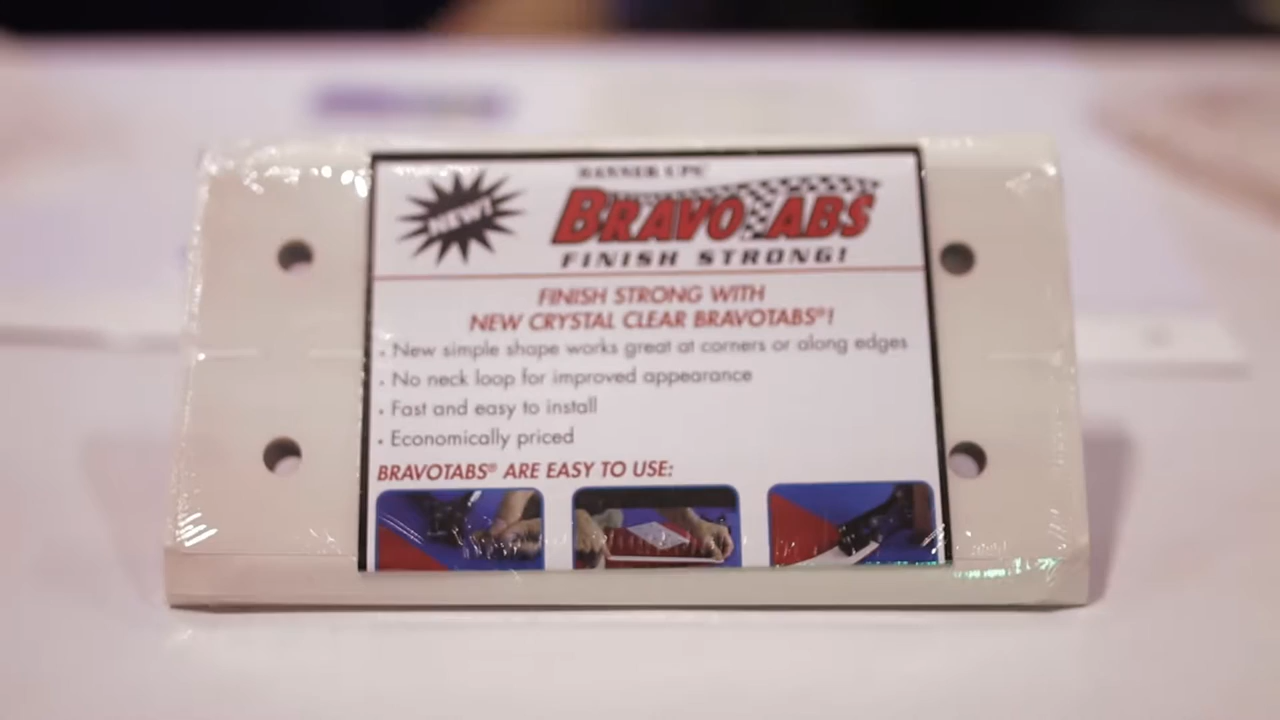 BANNER UPS®
NEW!
BRAVOTABS
FINISH STRONG!
FINISH STRONG WITH
NEW CRYSTAL CLEAR BRAVOTABS®!
• New simple shape works great at corners or along edges
• No neck loop for improved appearance
• Fast and easy to install
• Economically priced
BRAVOTABS® ARE EASY TO USE: